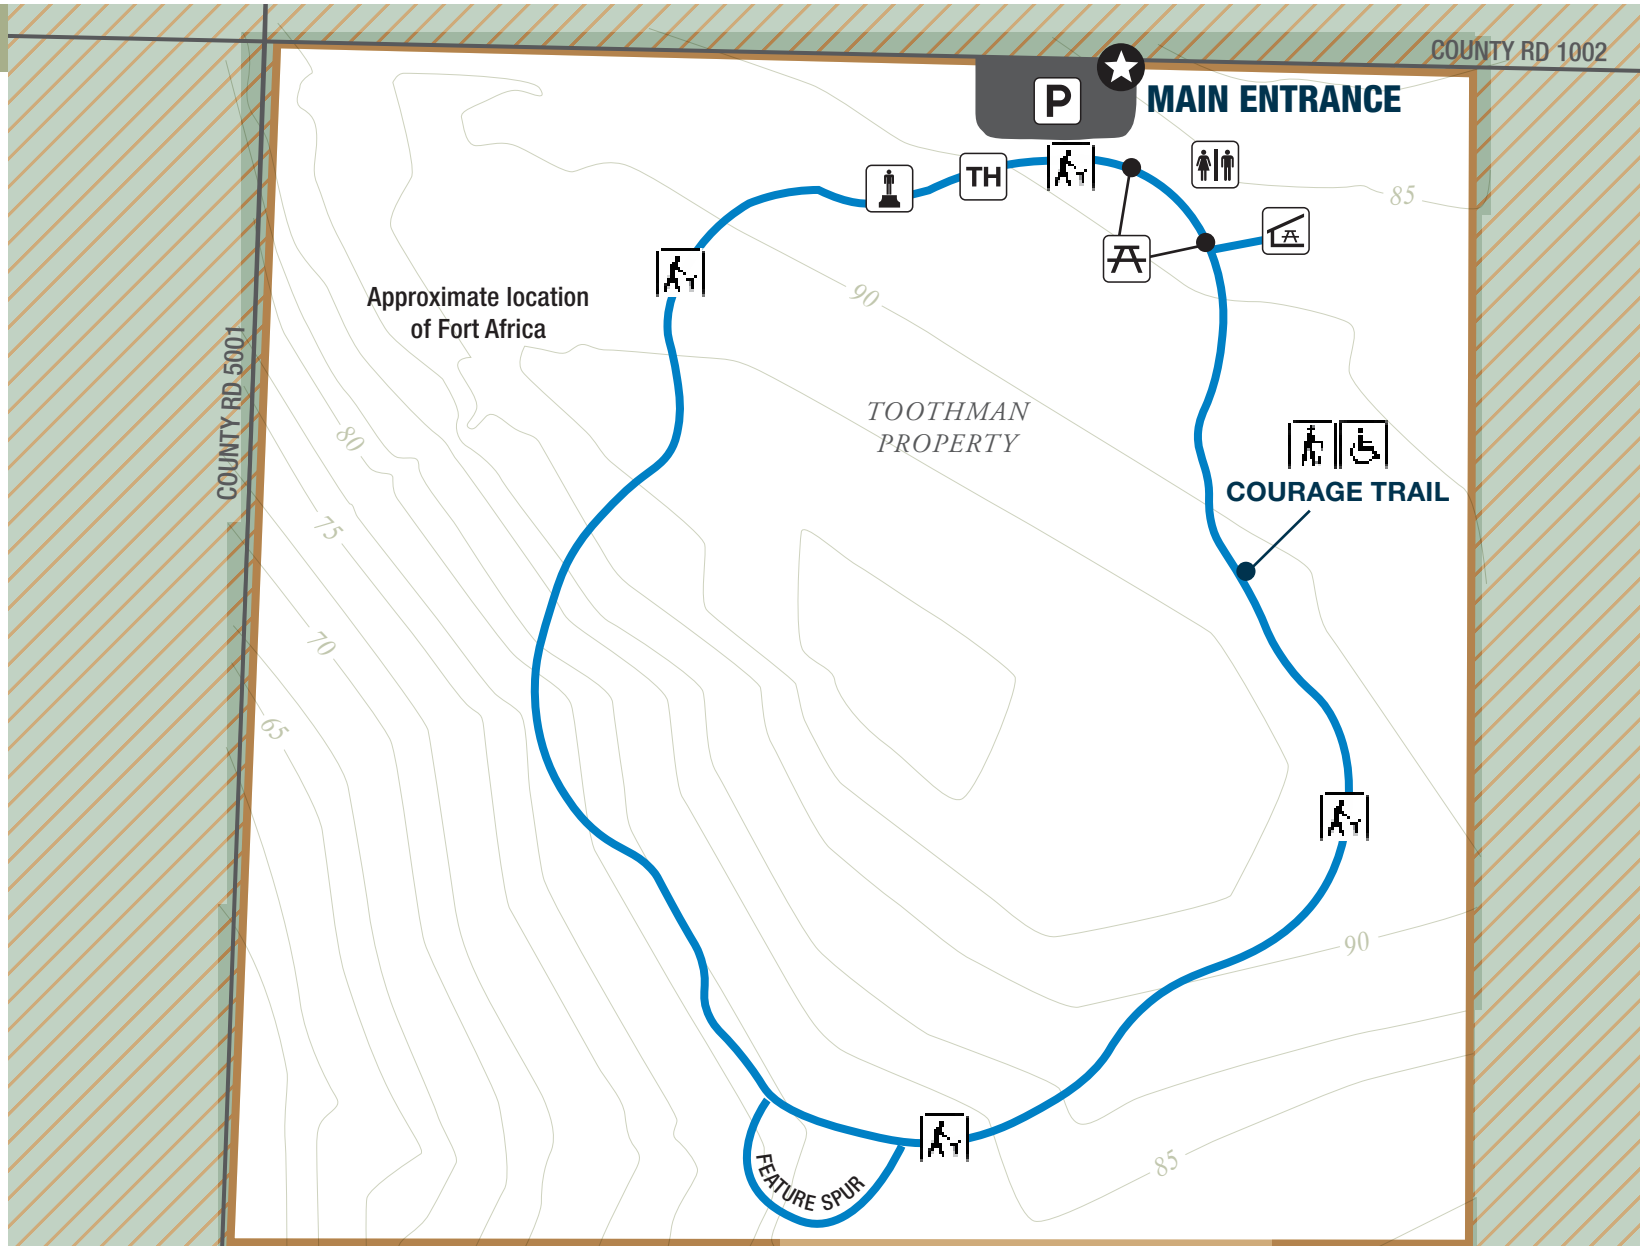 COUNTY RD 1002
P
MAIN ENTRANCE
TH
85
Approximate location
of Fort Africa
90
COUNTY RD 5001
TOOTHMAN
PROPERTY
80
COURAGE TRAIL
75
70
65
90
85
FEATURE SPUR